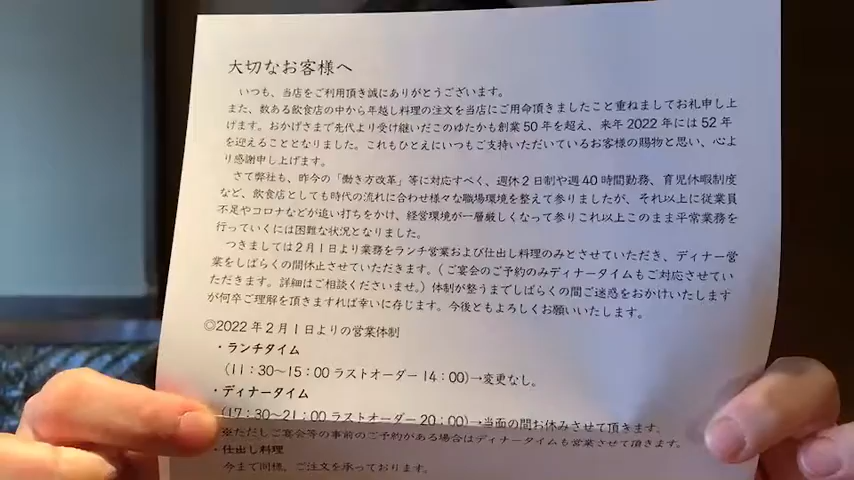 大切なお客様へ
いつも、当店をご利用頂き誠にありがとうございます。
また、数ある飲食店の中から年越し料理の注文を当店にご用命頂きましたこと重ねましてお礼申し上
げます。おかげさまで先代より受け継いだこのゆたかも創業50年を超え、来年2022年には52年
を迎えることとなりました。これもひとえにいつもご支持いただいているお客様の賜物と思い、心よ
り感謝申し上げます。
さて弊社も、昨今の「働き方改革」等に対応すべく、週休2日制や週40時間勤務、育児休暇制度
など、飲食店としても時代の流れに合わせ様々な職場環境を整えて参りましたが、それ以上に従業員
不足やコロナなどが追い打ちをかけ、経営環境が一層厳しくなって参りこれ以上このまま平常業務を
行っていくには困難な状況となりました。
つきましては2月1日より業務をランチ営業および仕出し料理のみとさせていただき、ディナー営
業をしばらくの間休止させていただきます。（ご宴会のご予約のみディナータイムもご対応させてい
ただきます。詳細はご相談くださいませ。）体制が整うまでしばらくの間ご迷惑をおかけいたします
が何卒ご理解を頂きますれば幸いに存じます。今後ともよろしくお願いいたします。
◎2022年2月1日よりの営業体制
・ランチタイム
（11：30～15：00ラストオーダー14：00）→変更なし。
・ディナータイム
（17：30～21：00ラストオーダー20：00）→当面の間お休みさせて頂きます。
※ただしご宴会等の事前のご予約がある場合はディナータイムも営業させて頂きます。
・仕出し料理
今まで同様、ご注文を承っております。